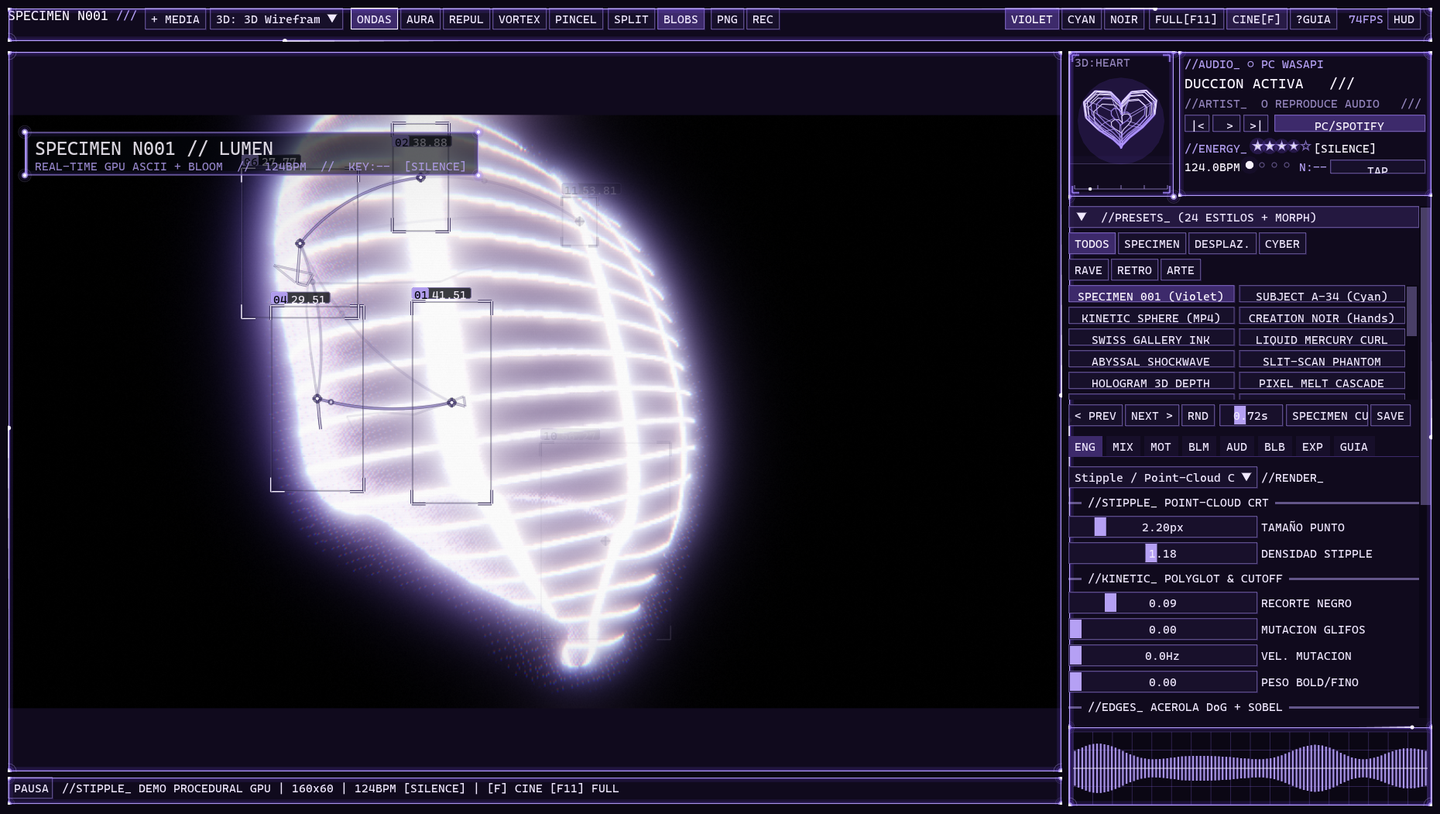 SPECIMEN N001 /// + MEDIA 3D: 3D Wirefram ▼ ONDAS AURA REPUL VORTEX PINCEL SPLIT BLOBS PNG REC VIOLET CYAN NOIR FULL[F11] CINE[F] ?GUIA 74FPS HUD
SPECIMEN N001 // LUMEN
REAL-TIME GPU ASCII + BLOOM // 124BPM // KEY:-- [SILENCE]
02 38.88
11 53.81
04 29.51
01 41.51
3D:HEART
//AUDIO_ O PC WASAPI
DUCCION ACTIVA ///
//ARTIST_ O REPRODUCE AUDIO ///
|< > >| PC/SPOTIFY
//ENERGY_ ★★★★☆ [SILENCE]
124.0BPM N:-- TAP
▼ //PRESETS_ (24 ESTILOS + MORPH)
TODOS SPECIMEN DESPLAZ. CYBER
RAVE RETRO ARTE
SPECIMEN 001 (Violet) SUBJECT A-34 (Cyan)
KINETIC SPHERE (MP4) CREATION NOIR (Hands)
SWISS GALLERY INK LIQUID MERCURY CURL
ABYSSAL SHOCKWAVE SLIT-SCAN PHANTOM
HOLOGRAM 3D DEPTH PIXEL MELT CASCADE
< PREV NEXT > RND 0.72s SPECIMEN CU SAVE
ENG MIX MOT BLM AUD BLB EXP GUIA
Stipple / Point-Cloud C ▼ //RENDER_
//STIPPLE_ POINT-CLOUD CRT
2.20px TAMAÑO PUNTO
1.18 DENSIDAD STIPPLE
//KINETIC_ POLYGLOT & CUTOFF
0.09 RECORTE NEGRO
0.00 MUTACION GLIFOS
0.0Hz VEL. MUTACION
0.00 PESO BOLD/FINO
//EDGES_ ACEROLA DoG + SOBEL
PAUSA //STIPPLE_ DEMO PROCEDURAL GPU | 160x60 | 124BPM [SILENCE] | [F] CINE [F11] FULL